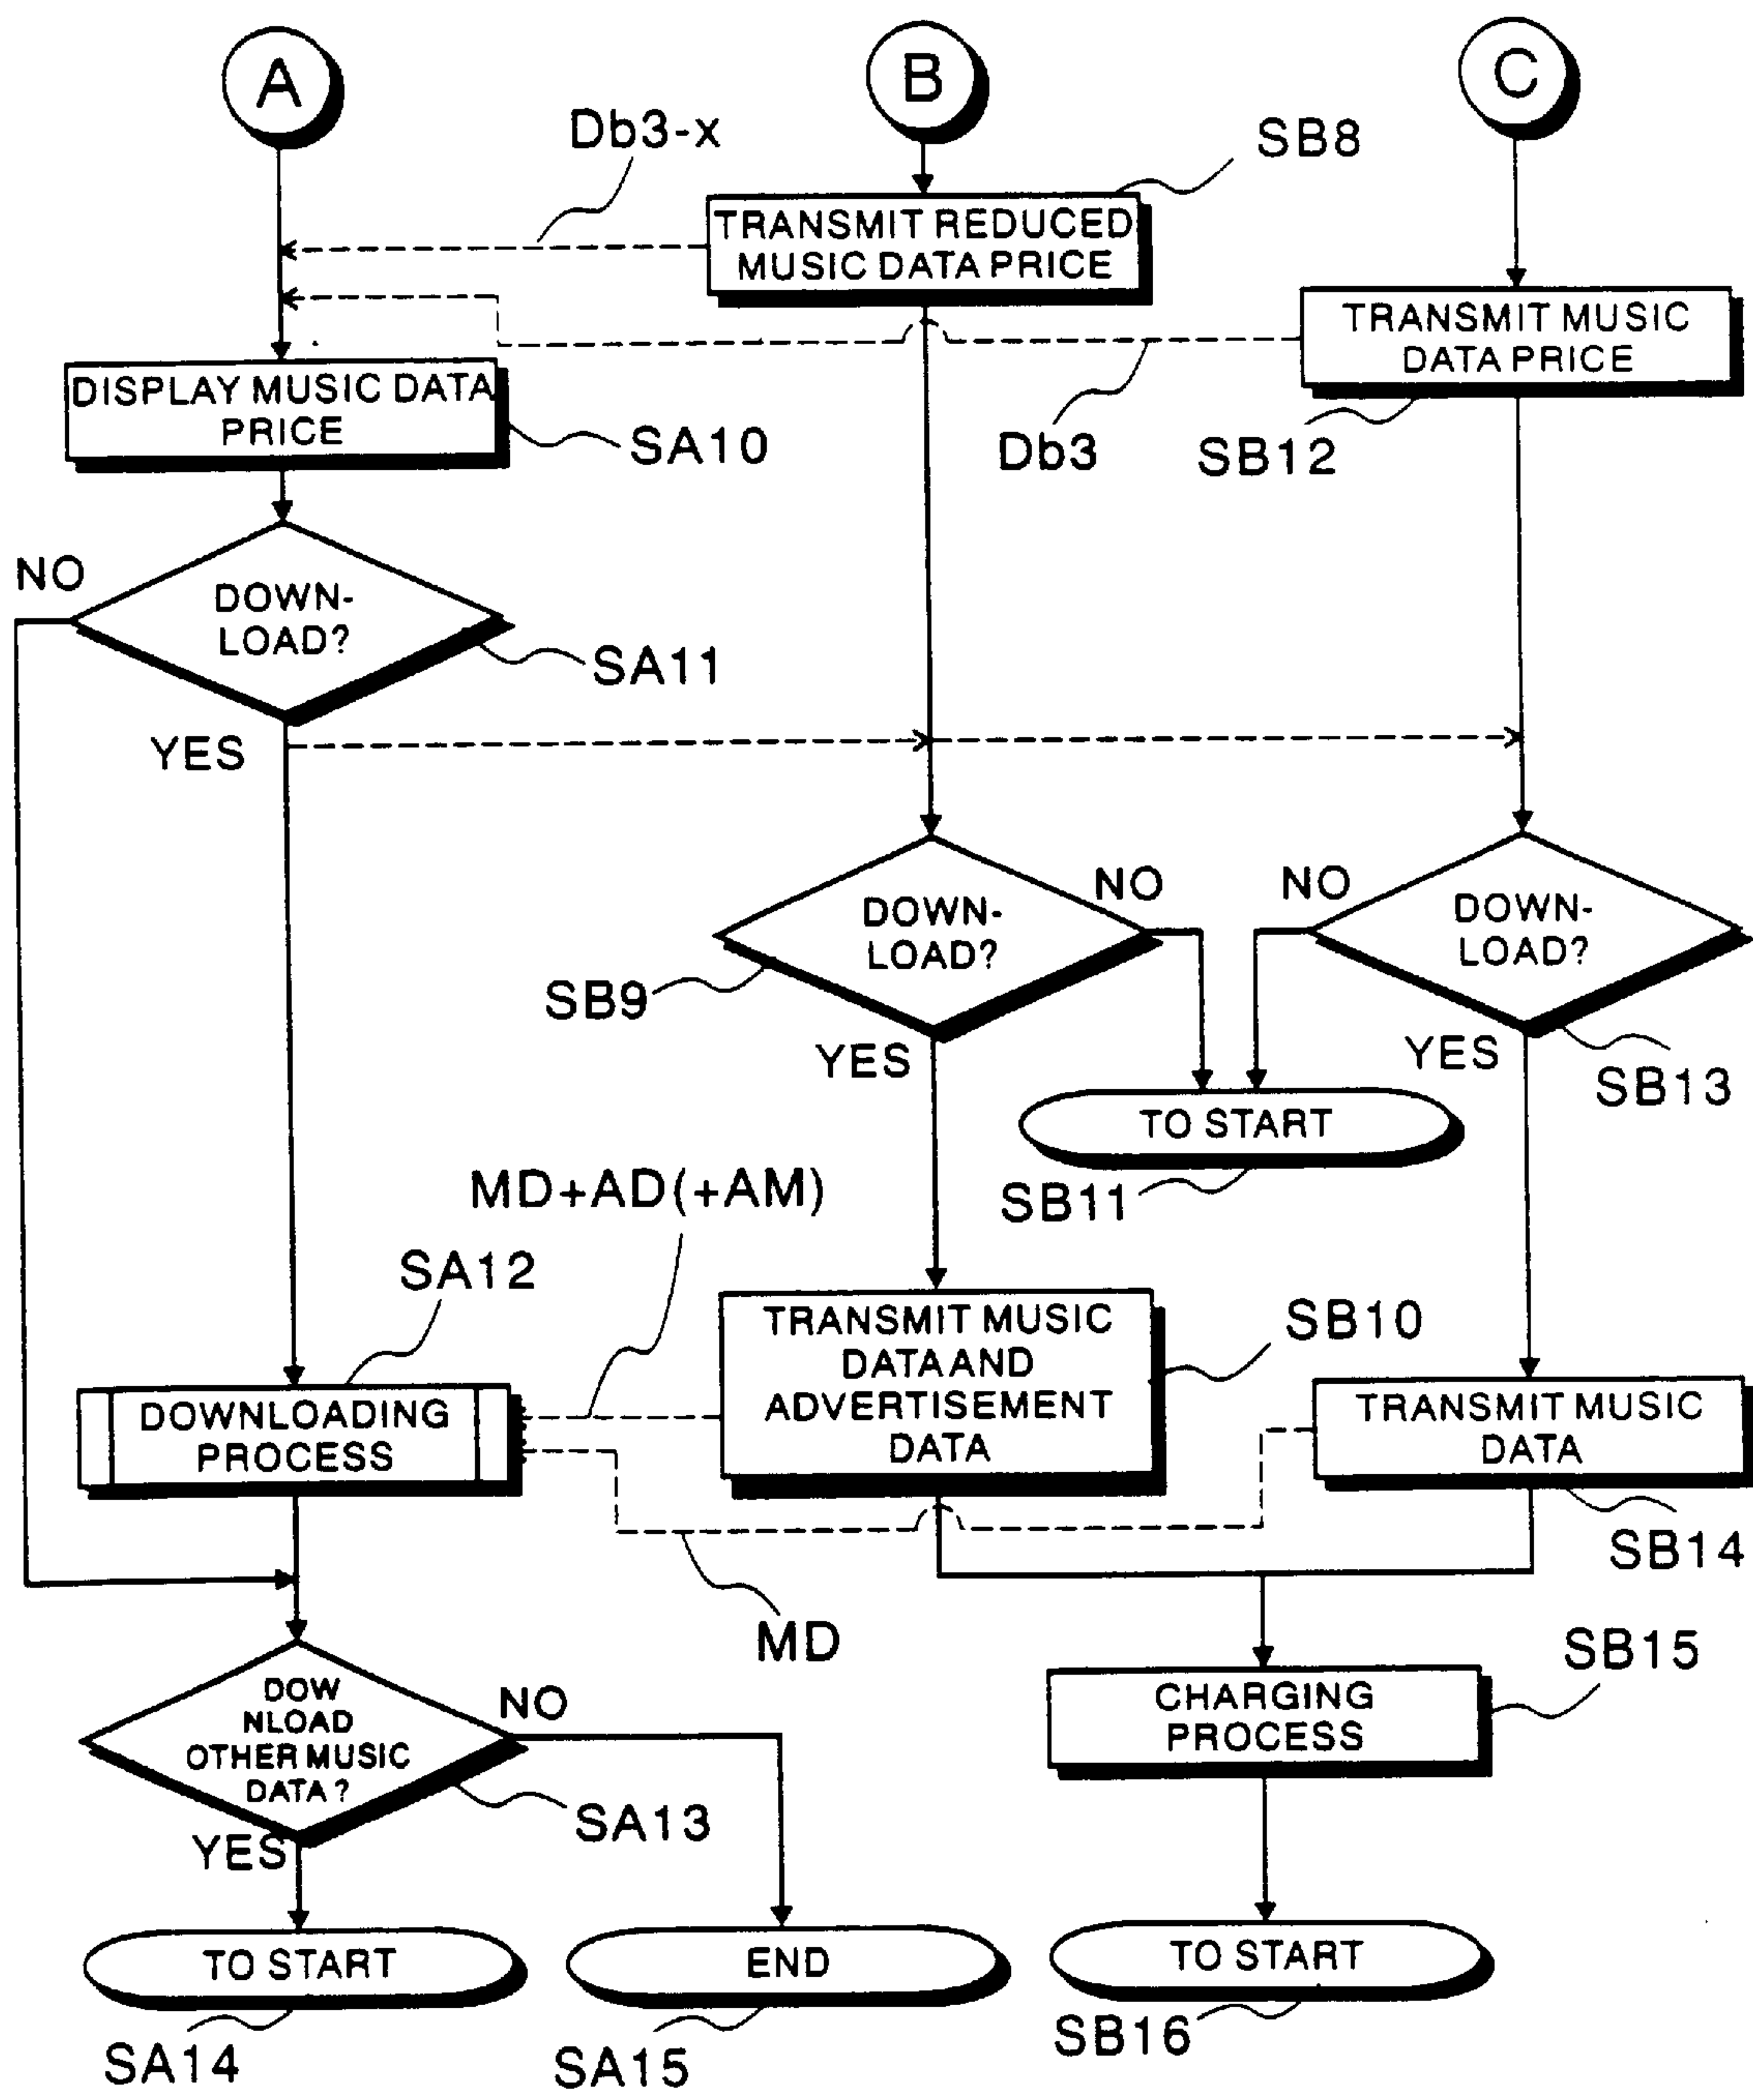 A
B
C
Db3-x
SB8
TRANSMIT REDUCED
MUSIC DATA PRICE
TRANSMIT MUSIC
DATA PRICE
DISPLAY MUSIC DATA
PRICE
SA10
Db3
SB12
NO
DOWN-
LOAD?
SA11
YES
DOWN-
LOAD?
NO
SB9
YES
NO
DOWN-
LOAD?
YES
SB13
TO START
SB11
MD+AD(+AM)
SA12
TRANSMIT MUSIC
DATA AND
ADVERTISEMENT
DATA
SB10
DOWNLOADING
PROCESS
TRANSMIT MUSIC
DATA
SB14
MD
SB15
CHARGING
PROCESS
DOW
NLOAD
OTHER MUSIC
DATA?
NO
SA13
YES
TO START
END
TO START
SA14
SA15
SB16